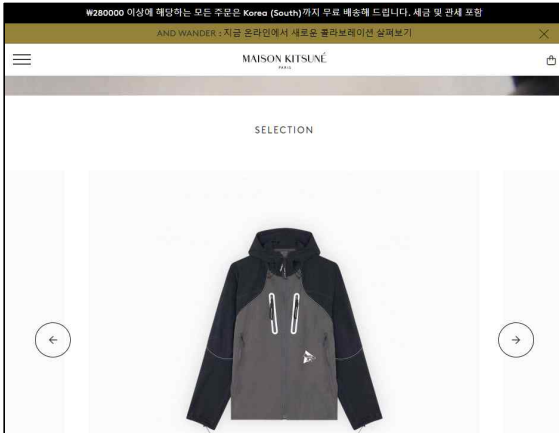 ₩280000 이상에 해당하는 모든 주문은 Korea (South)까지 무료 배송해 드립니다. 세금 및 관세 포함
AND WANDER : 지금 온라인에서 새로운 콜라보레이션 살펴보기
MAISON KITSUNÉ
PARIS
SELECTION